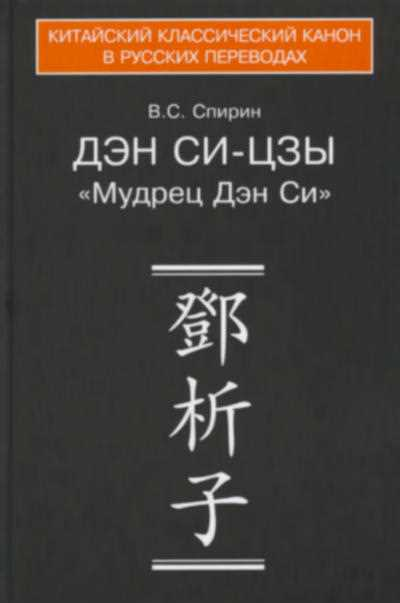 КИТАЙСКИЙ КЛАССИЧЕСКИЙ КАНОН
В РУССКИХ ПЕРЕВОДАХ
В.С. Спирин
ДЭН СИ-ЦЗЫ
«Мудрец Дэн Си»
鄧
析
子